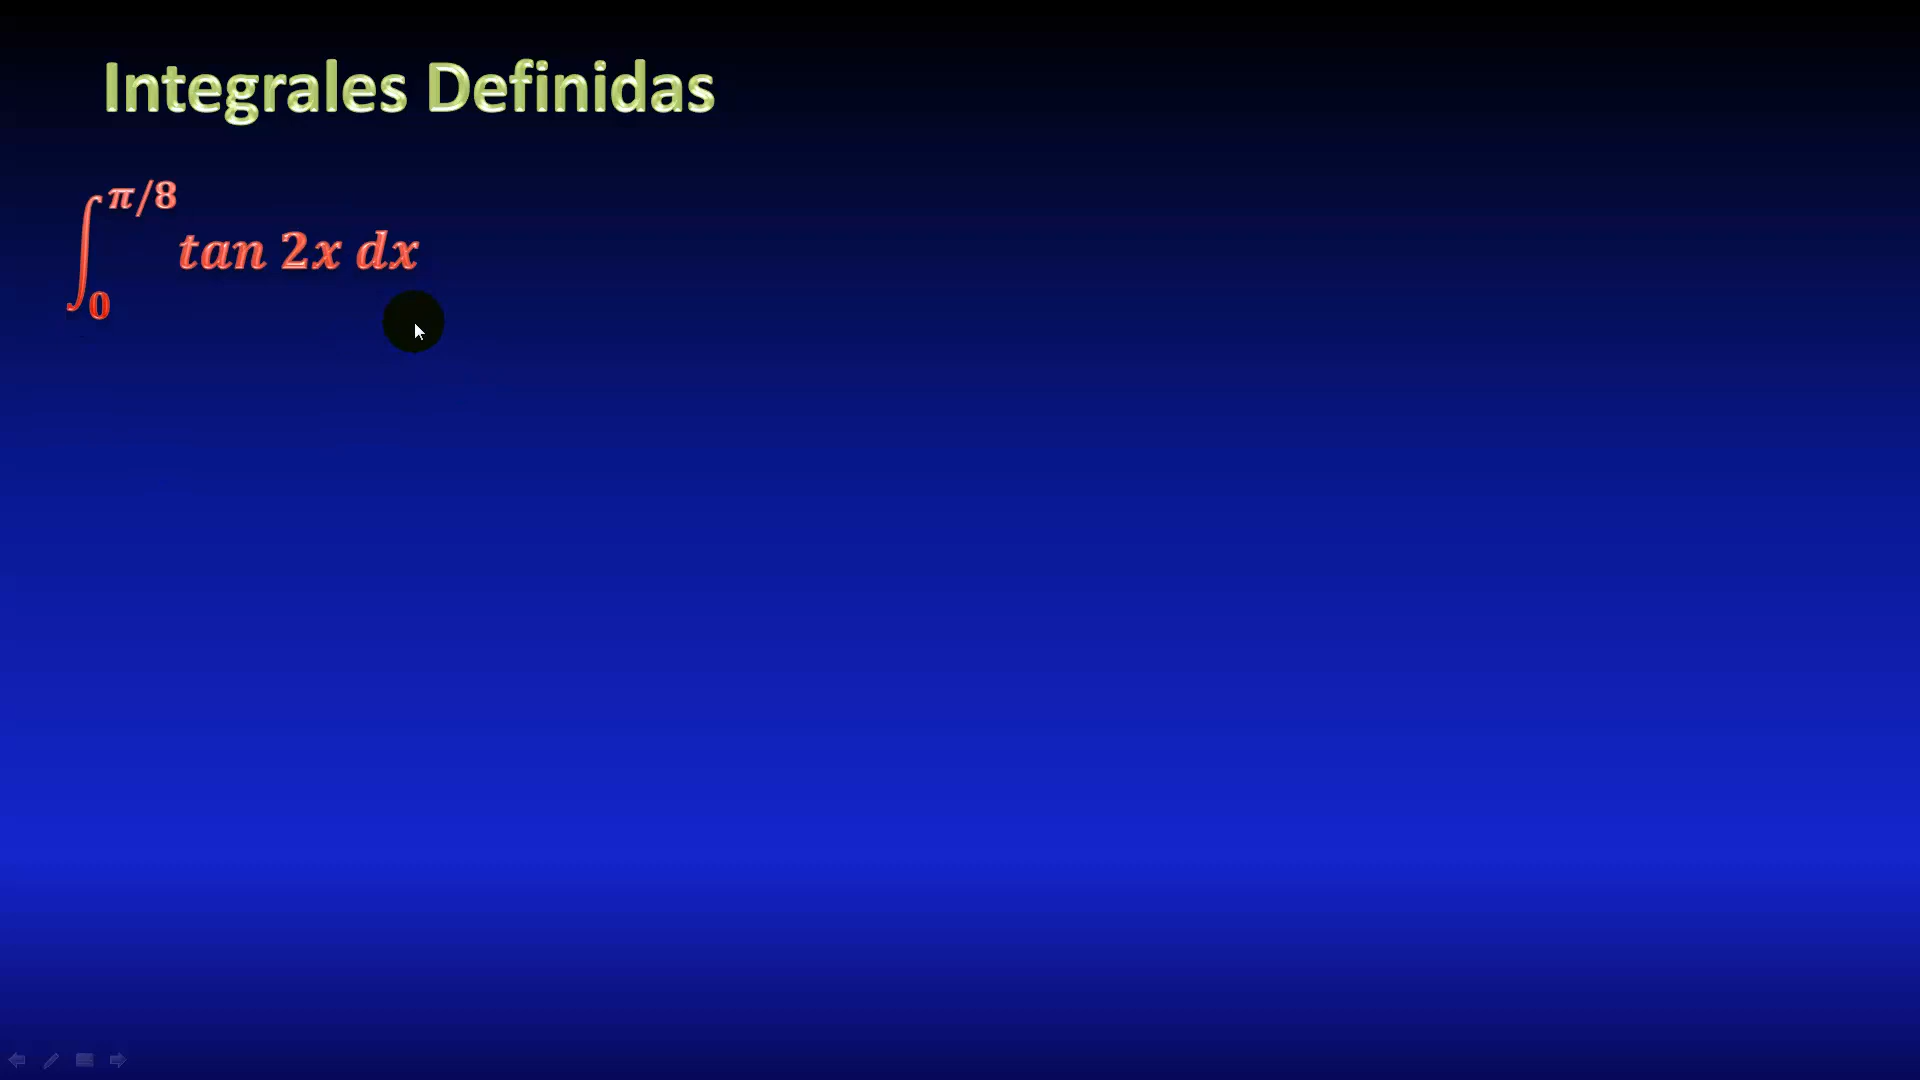 Integrales Definidas
∫₀^{π/8} tan 2x dx